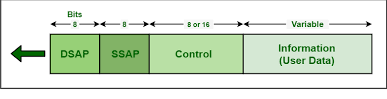 Bits
8 8 8 or 16 Variable
DSAP SSAP Control Information
(User Data)